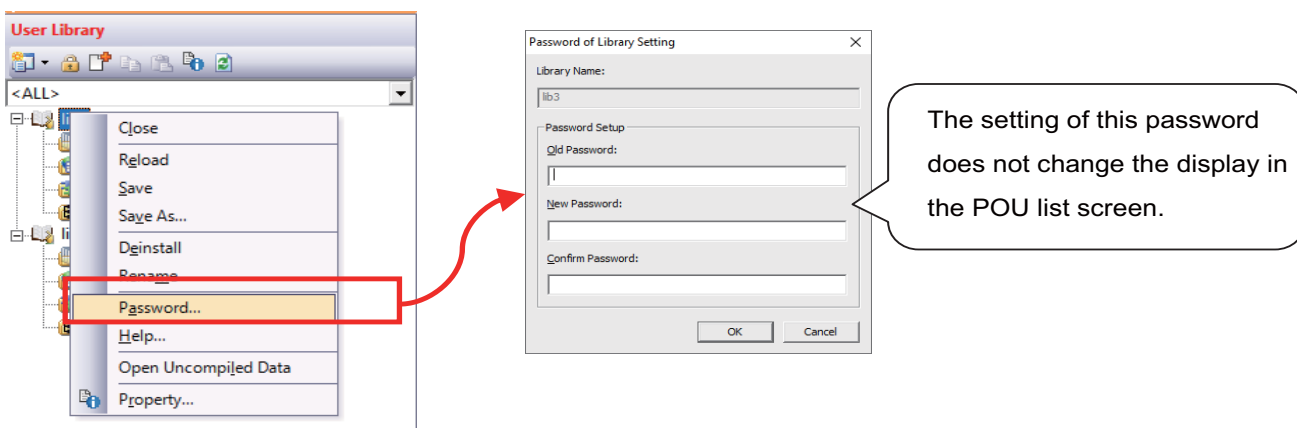 User Library
<ALL>
Close
Reload
Save
Save As...
Deinstall
Rename
Password...
Help...
Open Uncompiled Data
Property...
Password of Library Setting
Library Name:
lib3
Password Setup
Old Password:
New Password:
Confirm Password:
OK Cancel
The setting of this password
does not change the display in
the POU list screen.